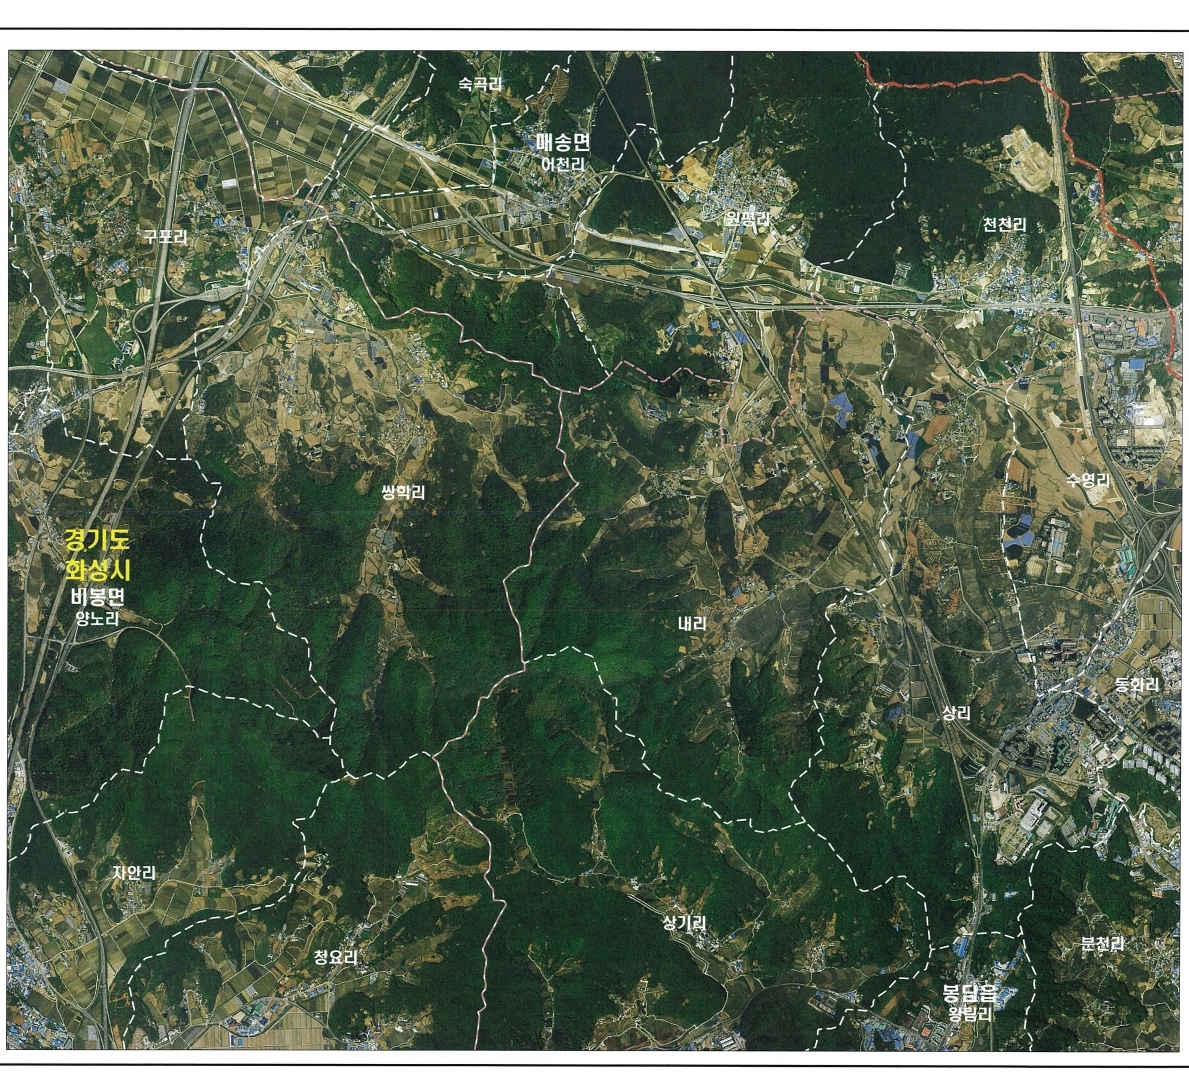 숙곡리
매송면
어천리
원평리
천천리
구포리
쌍학리
수영리
경기도
화성시
비봉면
양노리
내리
동화리
상리
자안리
상기리
청요리
분천리
봉담읍
왕림리